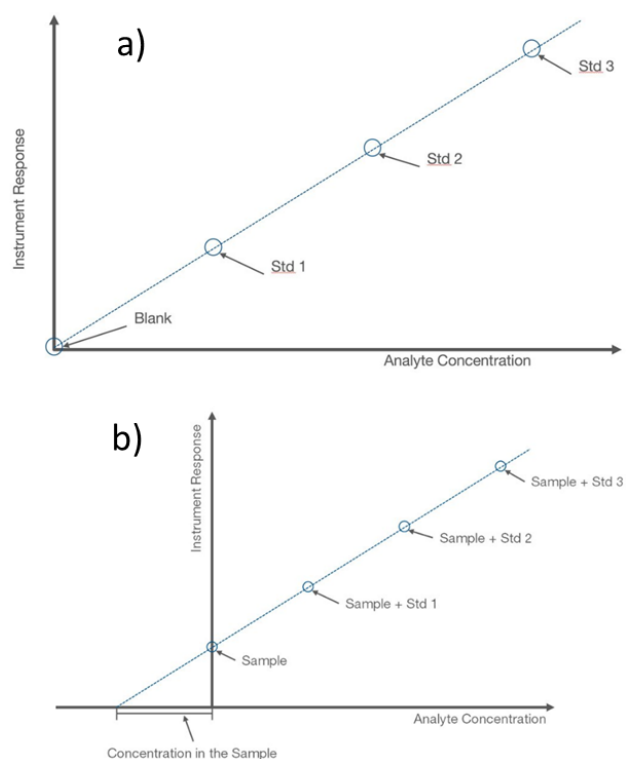 a)
Instrument Response
Std 3
Std 2
Std 1
Blank
Analyte Concentration
b)
Instrument Response
Sample + Std 3
Sample + Std 2
Sample + Std 1
Sample
Analyte Concentration
Concentration in the Sample